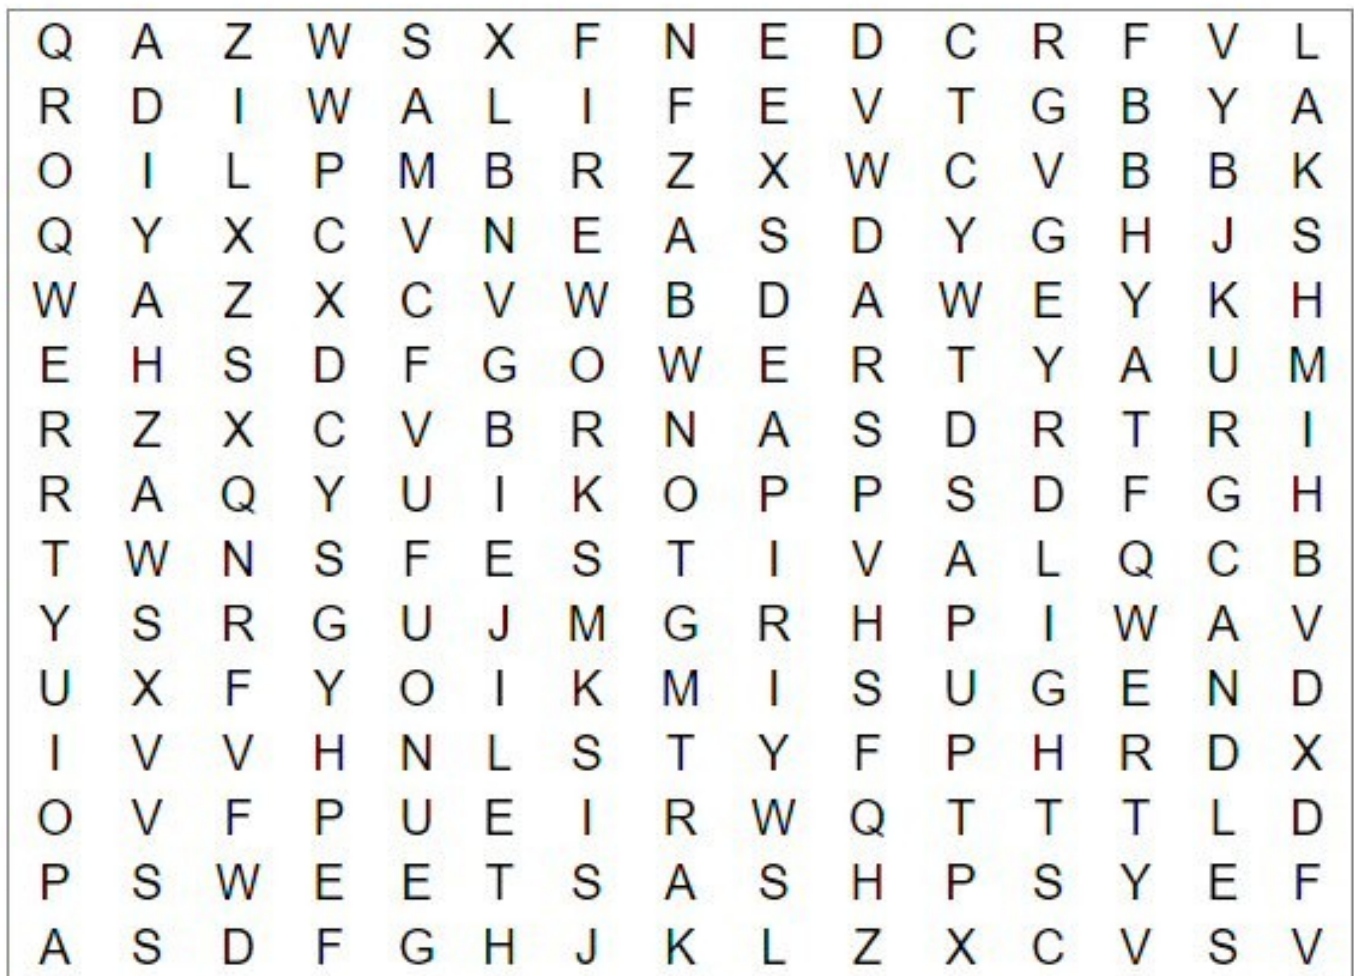 Q A Z W S X F N E D C R F V L
R D I W A L I F E V T G B Y A
O I L P M B R Z X W C V B B K
Q Y X C V N E A S D Y G H J S
W A Z X C V W B D A W E Y K H
E H S D F G O W E R T Y A U M
R Z X C V B R N A S D R T R I
R A Q Y U I K O P P S D F G H
T W N S F E S T I V A L Q C B
Y S R G U J M G R H P I W A V
U X F Y O I K M I S U G E N D
I V V H N L S T Y F P H R D X
O V F P U E I R W Q T T T L D
P S W E E T S A S H P S Y E F
A S D F G H J K L Z X C V S V